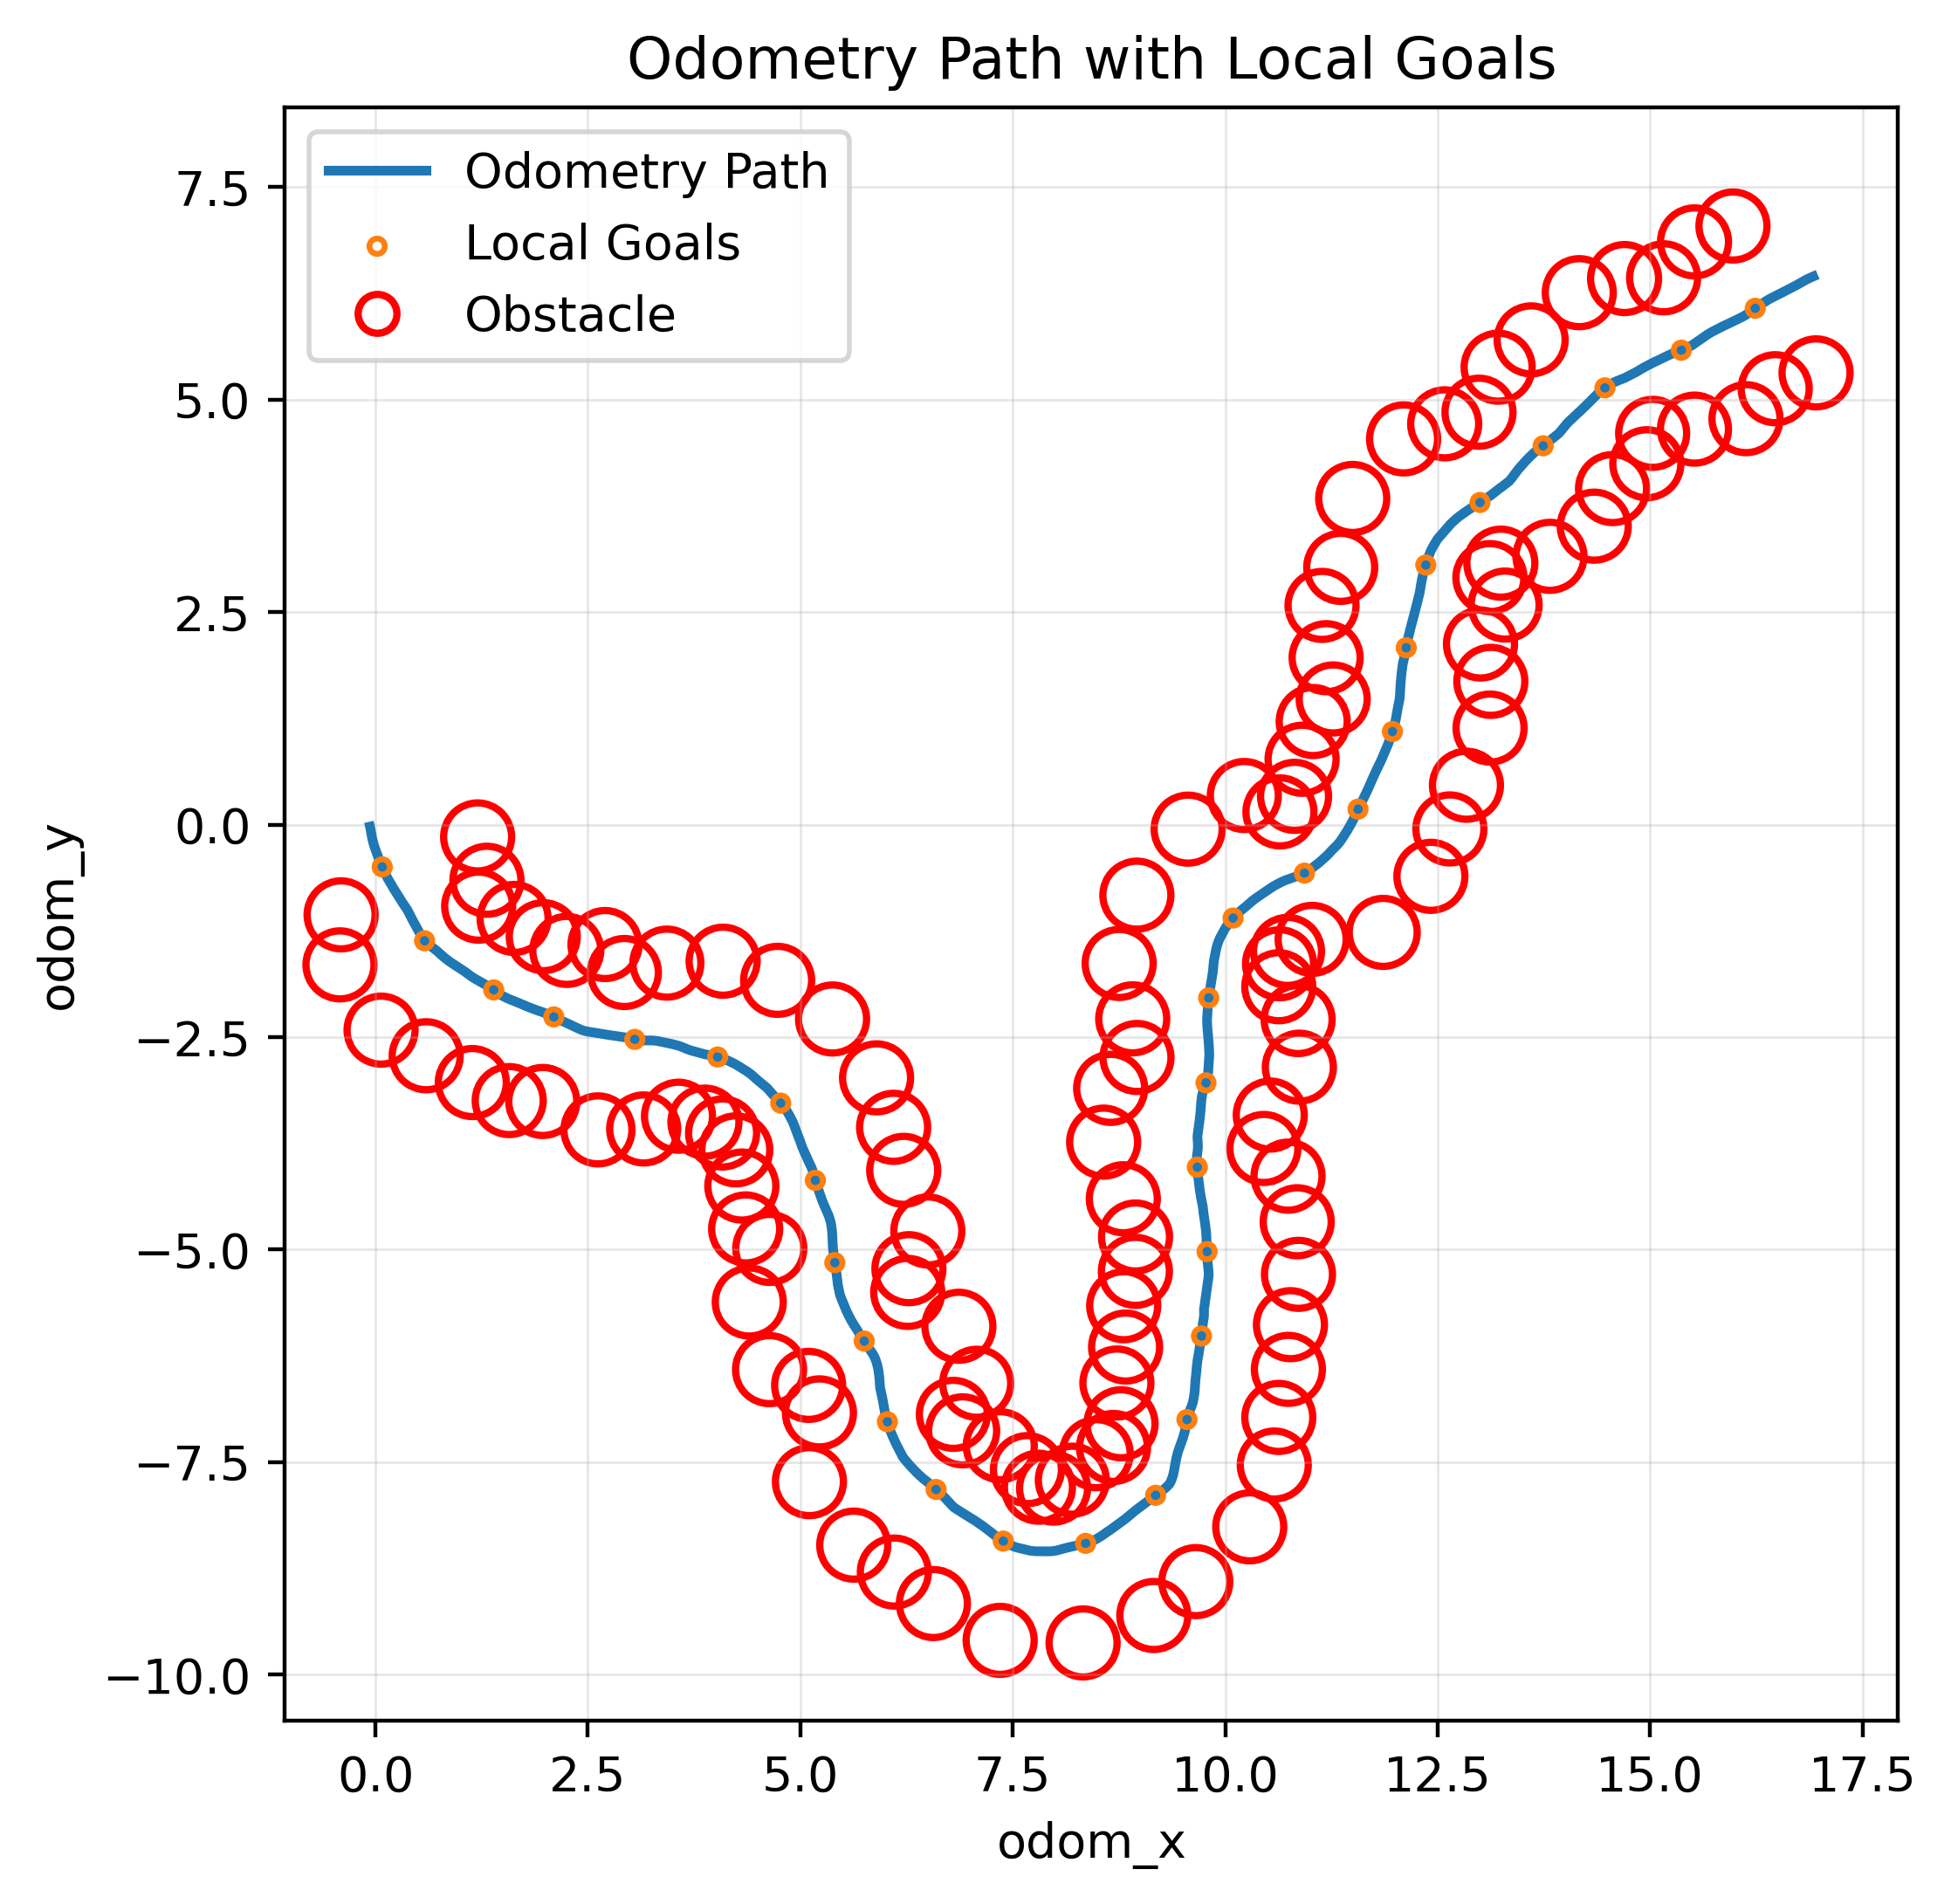 Odometry Path with Local Goals
Odometry Path
Local Goals
Obstacle
7.5
5.0
2.5
0.0
−2.5
−5.0
−7.5
−10.0
odom_y
0.0 2.5 5.0 7.5 10.0 12.5 15.0 17.5
odom_x